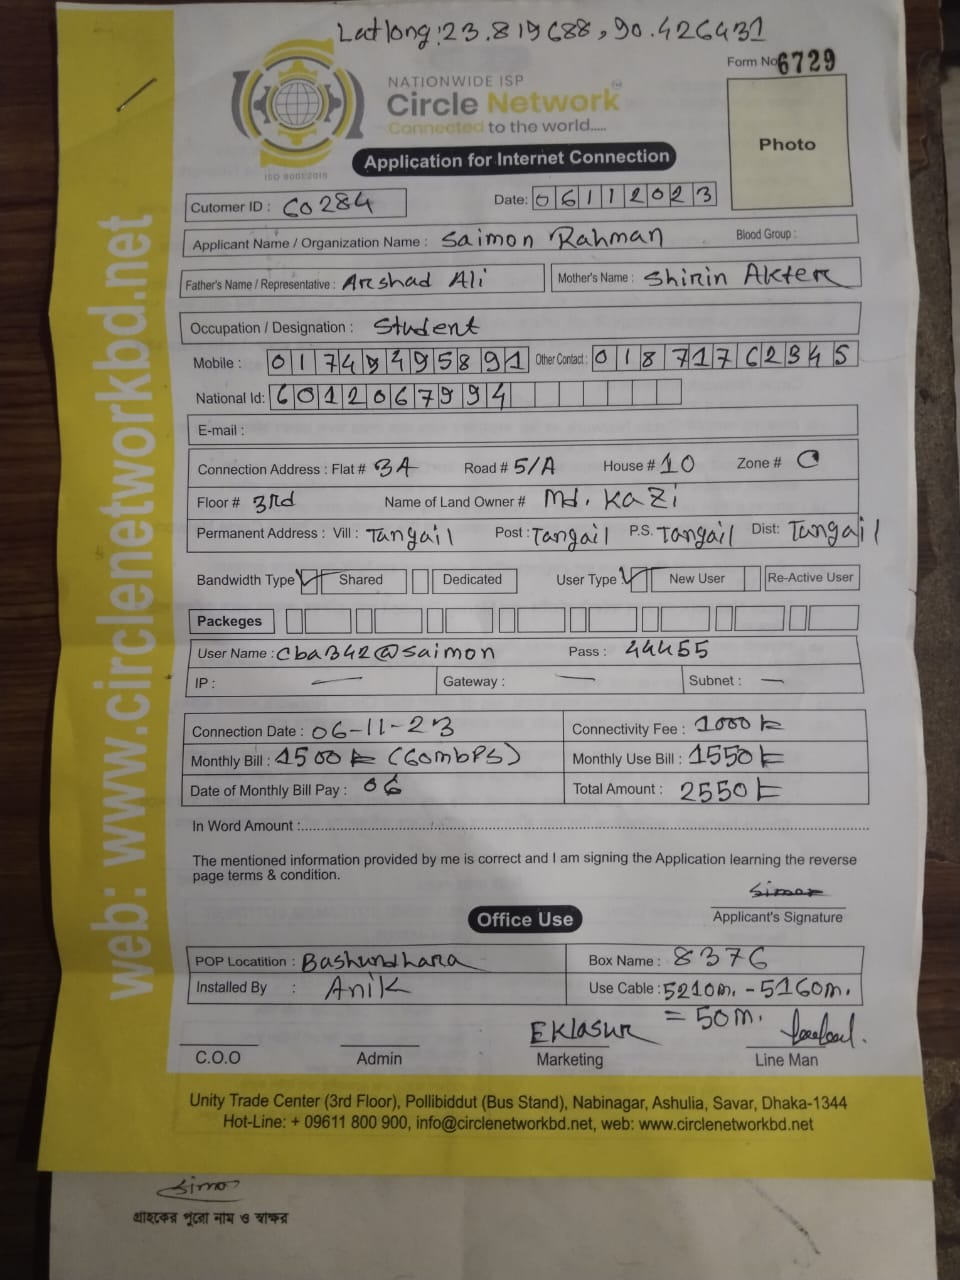 Latlong:23.819688,90.426431
Form No 6729
NATIONWIDE ISP
Circle Network™
Connected to the world.....
Photo
Application for Internet Connection
ISO 9001:2015
Cutomer ID : C0284
Date: 06112023
Applicant Name / Organization Name : Saimon Rahman Blood Group :
Father's Name / Representative : Arshad Ali Mother's Name : Shirin Akter
Occupation / Designation : Student
Mobile : 01749495891 Other Contact : 01871762345
National Id: 6012067994
E-mail :
Connection Address : Flat # 3A Road # 5/A House # 10 Zone # C
Floor # 3rd Name of Land Owner # Md. Kazi
Permanent Address : Vill : Tangail Post : Tangail P.S. Tangail Dist: Tangail
Bandwidth Type Shared Dedicated User Type New User Re-Active User
Packeges
User Name : cba342@saimon Pass : 44455
IP : — Gateway : — Subnet : —
Connection Date : 06-11-23 Connectivity Fee : 1000 tk
Monthly Bill : 1500 tk (60mbPS) Monthly Use Bill : 1550 tk
Date of Monthly Bill Pay : 06 Total Amount : 2550 tk
In Word Amount :
The mentioned information provided by me is correct and I am signing the Application learning the reverse
page terms & condition.
Simon
Applicant's Signature
Office Use
POP Locatition : Bashundhara Box Name : 8376
Installed By : Anik Use Cable : 5210m. - 5160m.
= 50m.
Eklasur
C.O.O Admin Marketing Line Man
Unity Trade Center (3rd Floor), Pollibiddut (Bus Stand), Nabinagar, Ashulia, Savar, Dhaka-1344
Hot-Line: + 09611 800 900, info@circlenetworkbd.net, web: www.circlenetworkbd.net
web: www.circlenetworkbd.net
গ্রাহকের পুরো নাম ও স্বাক্ষর